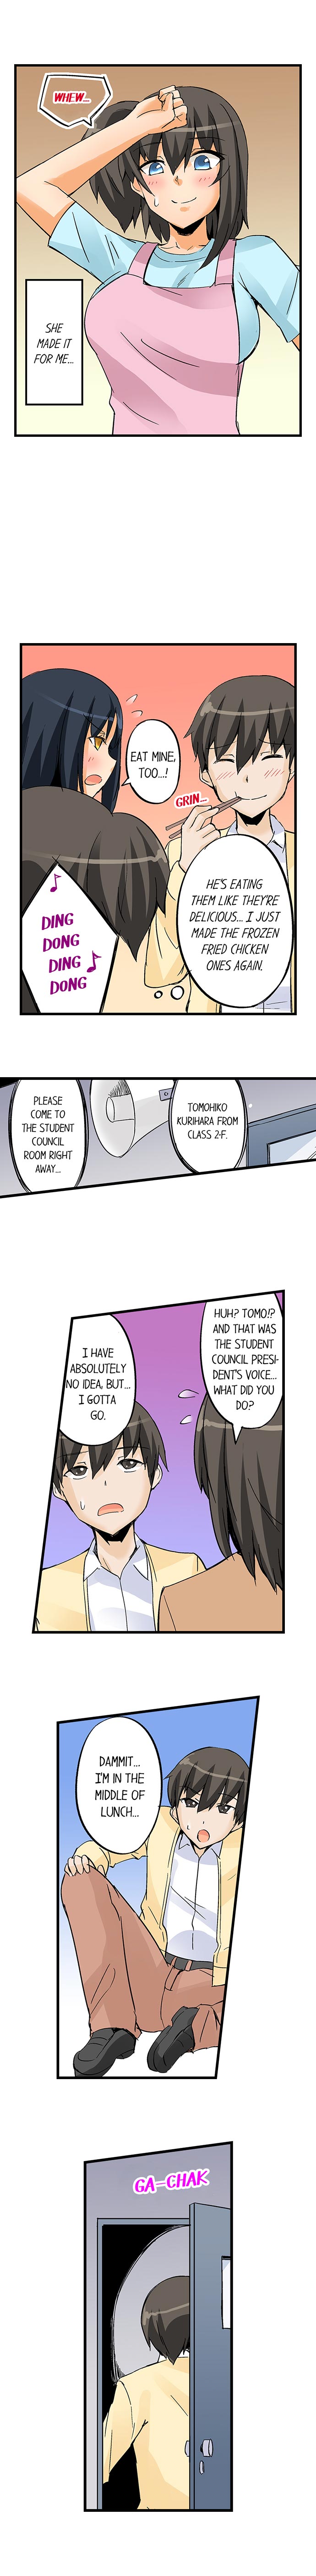 WHEW...
SHE
MADE IT
FOR ME...
EAT MINE,
TOO...!
GRIN...
HE'S EATING
THEM LIKE THEY'RE
DELICIOUS... I JUST
MADE THE FROZEN
FRIED CHICKEN
ONES AGAIN.
DING
DONG
DING
DONG
TOMOHIKO
KURIHARA FROM
CLASS 2-F.
PLEASE
COME TO
THE STUDENT
COUNCIL
ROOM RIGHT
AWAY...
HUH? TOMO!?
AND THAT WAS
THE STUDENT
COUNCIL PRESI-
DENT'S VOICE...
WHAT DID YOU
DO?
I HAVE
ABSOLUTELY
NO IDEA, BUT...
I GOTTA
GO.
DAMMIT...
I'M IN THE
MIDDLE OF
LUNCH...
GA-CHAK